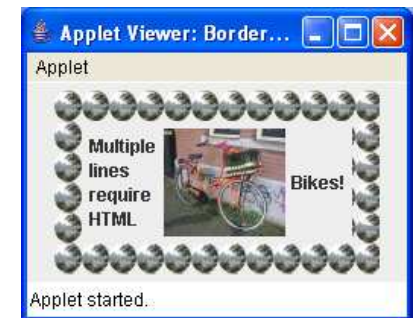 Applet Viewer: Border...
Applet
Multiple
lines
require
HTML
Bikes!
Applet started.